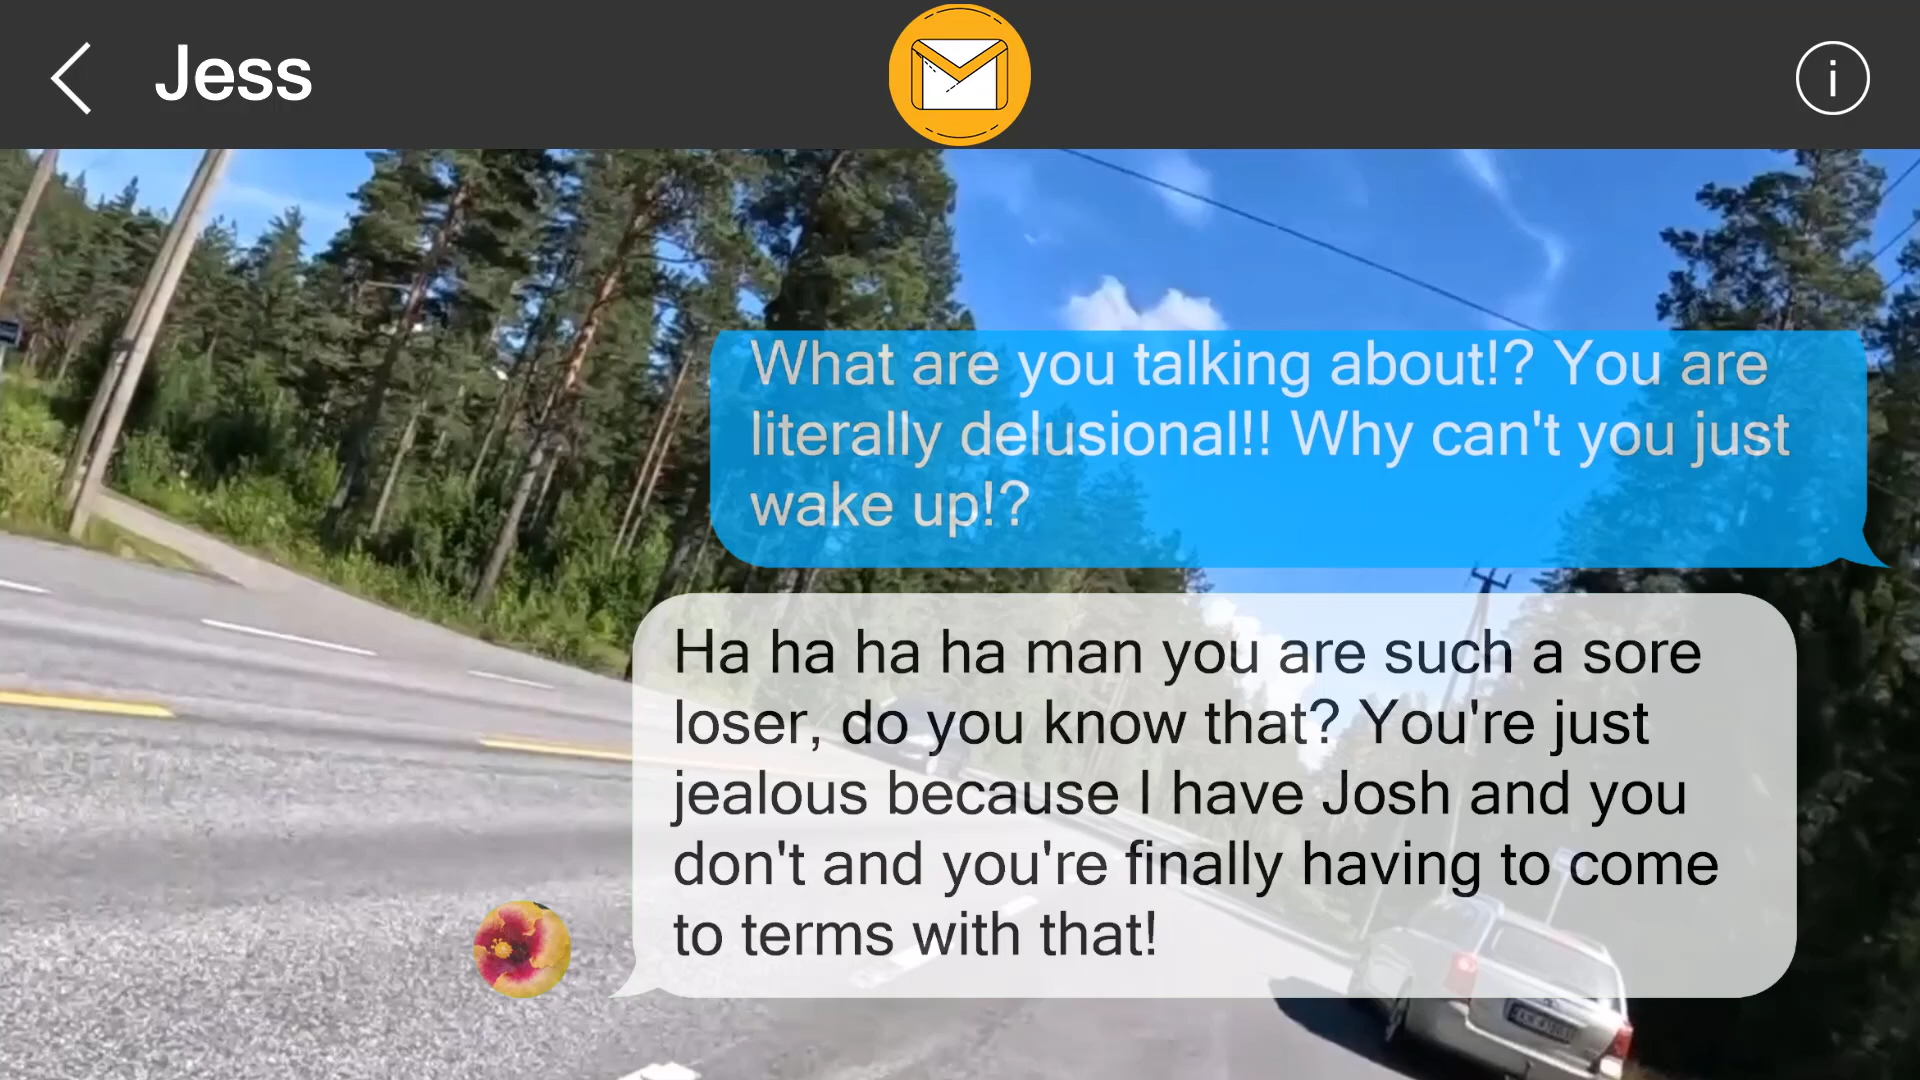 Jess
i
What are you talking about!? You are
literally delusional!! Why can't you just
wake up!?
Ha ha ha ha man you are such a sore
loser, do you know that? You're just
jealous because I have Josh and you
don't and you're finally having to come
to terms with that!